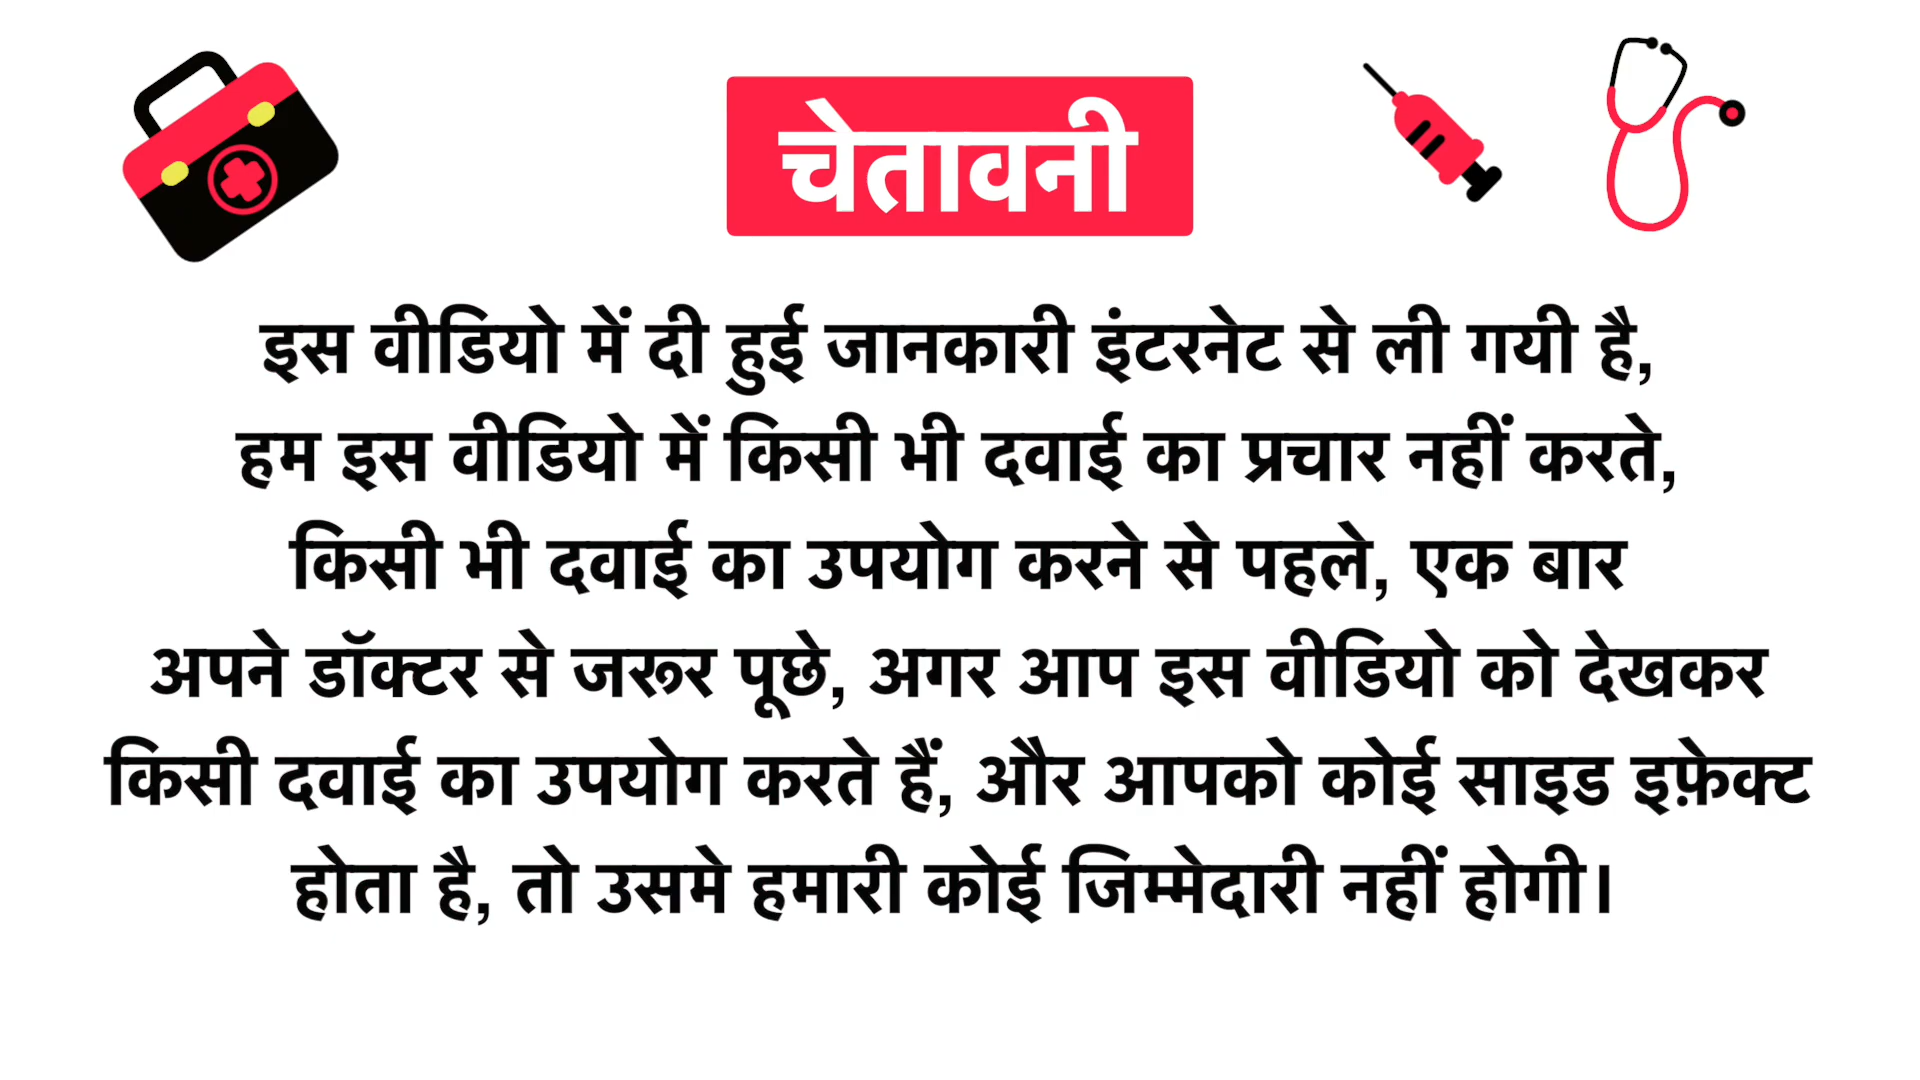 चेतावनी
इस वीडियो में दी हुई जानकारी इंटरनेट से ली गयी है,
हम इस वीडियो में किसी भी दवाई का प्रचार नहीं करते,
किसी भी दवाई का उपयोग करने से पहले, एक बार
अपने डॉक्टर से जरूर पूछे, अगर आप इस वीडियो को देखकर
किसी दवाई का उपयोग करते हैं, और आपको कोई साइड इफ़ेक्ट
होता है, तो उसमे हमारी कोई जिम्मेदारी नहीं होगी।